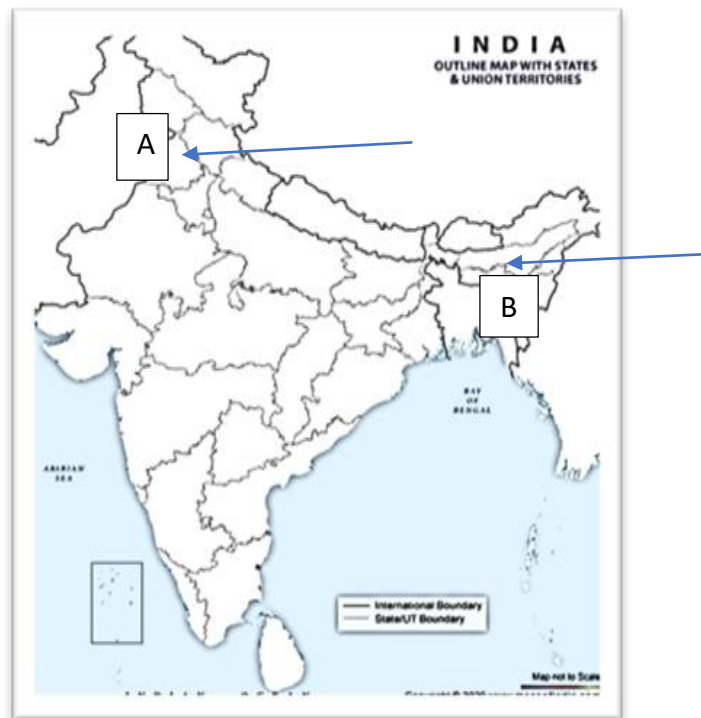 INDIA
OUTLINE MAP WITH STATES
& UNION TERRITORIES
A
B
BAY
OF
BENGAL
ARABIAN
SEA
International Boundary
State/UT Boundary
Map not to Scale